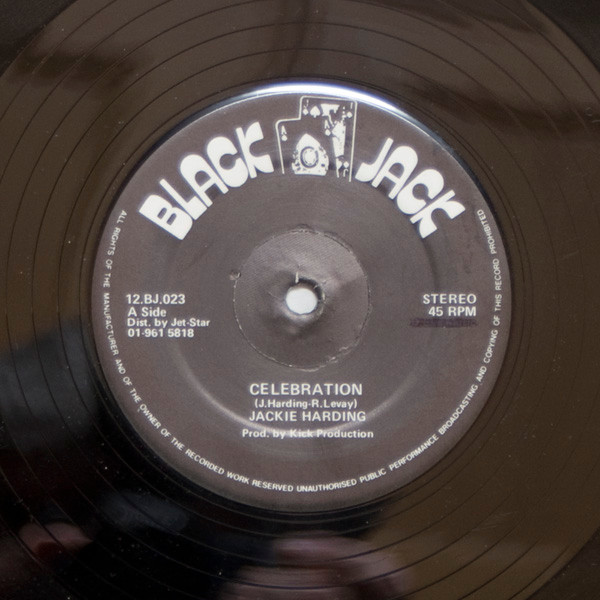 BLACK JACK
12.BJ.023
A Side
Dist. by Jet-Star
01-961 5818
STEREO
45 RPM
CELEBRATION
(J.Harding-R.Levay)
JACKIE HARDING
Prod. by Kick Production
ALL RIGHTS OF THE MANUFACTURER AND OF THE OWNER OF THE RECORDED WORK RESERVED UNAUTHORISED PUBLIC PERFORMANCE BROADCASTING AND COPYING OF THIS RECORD PROHIBITED